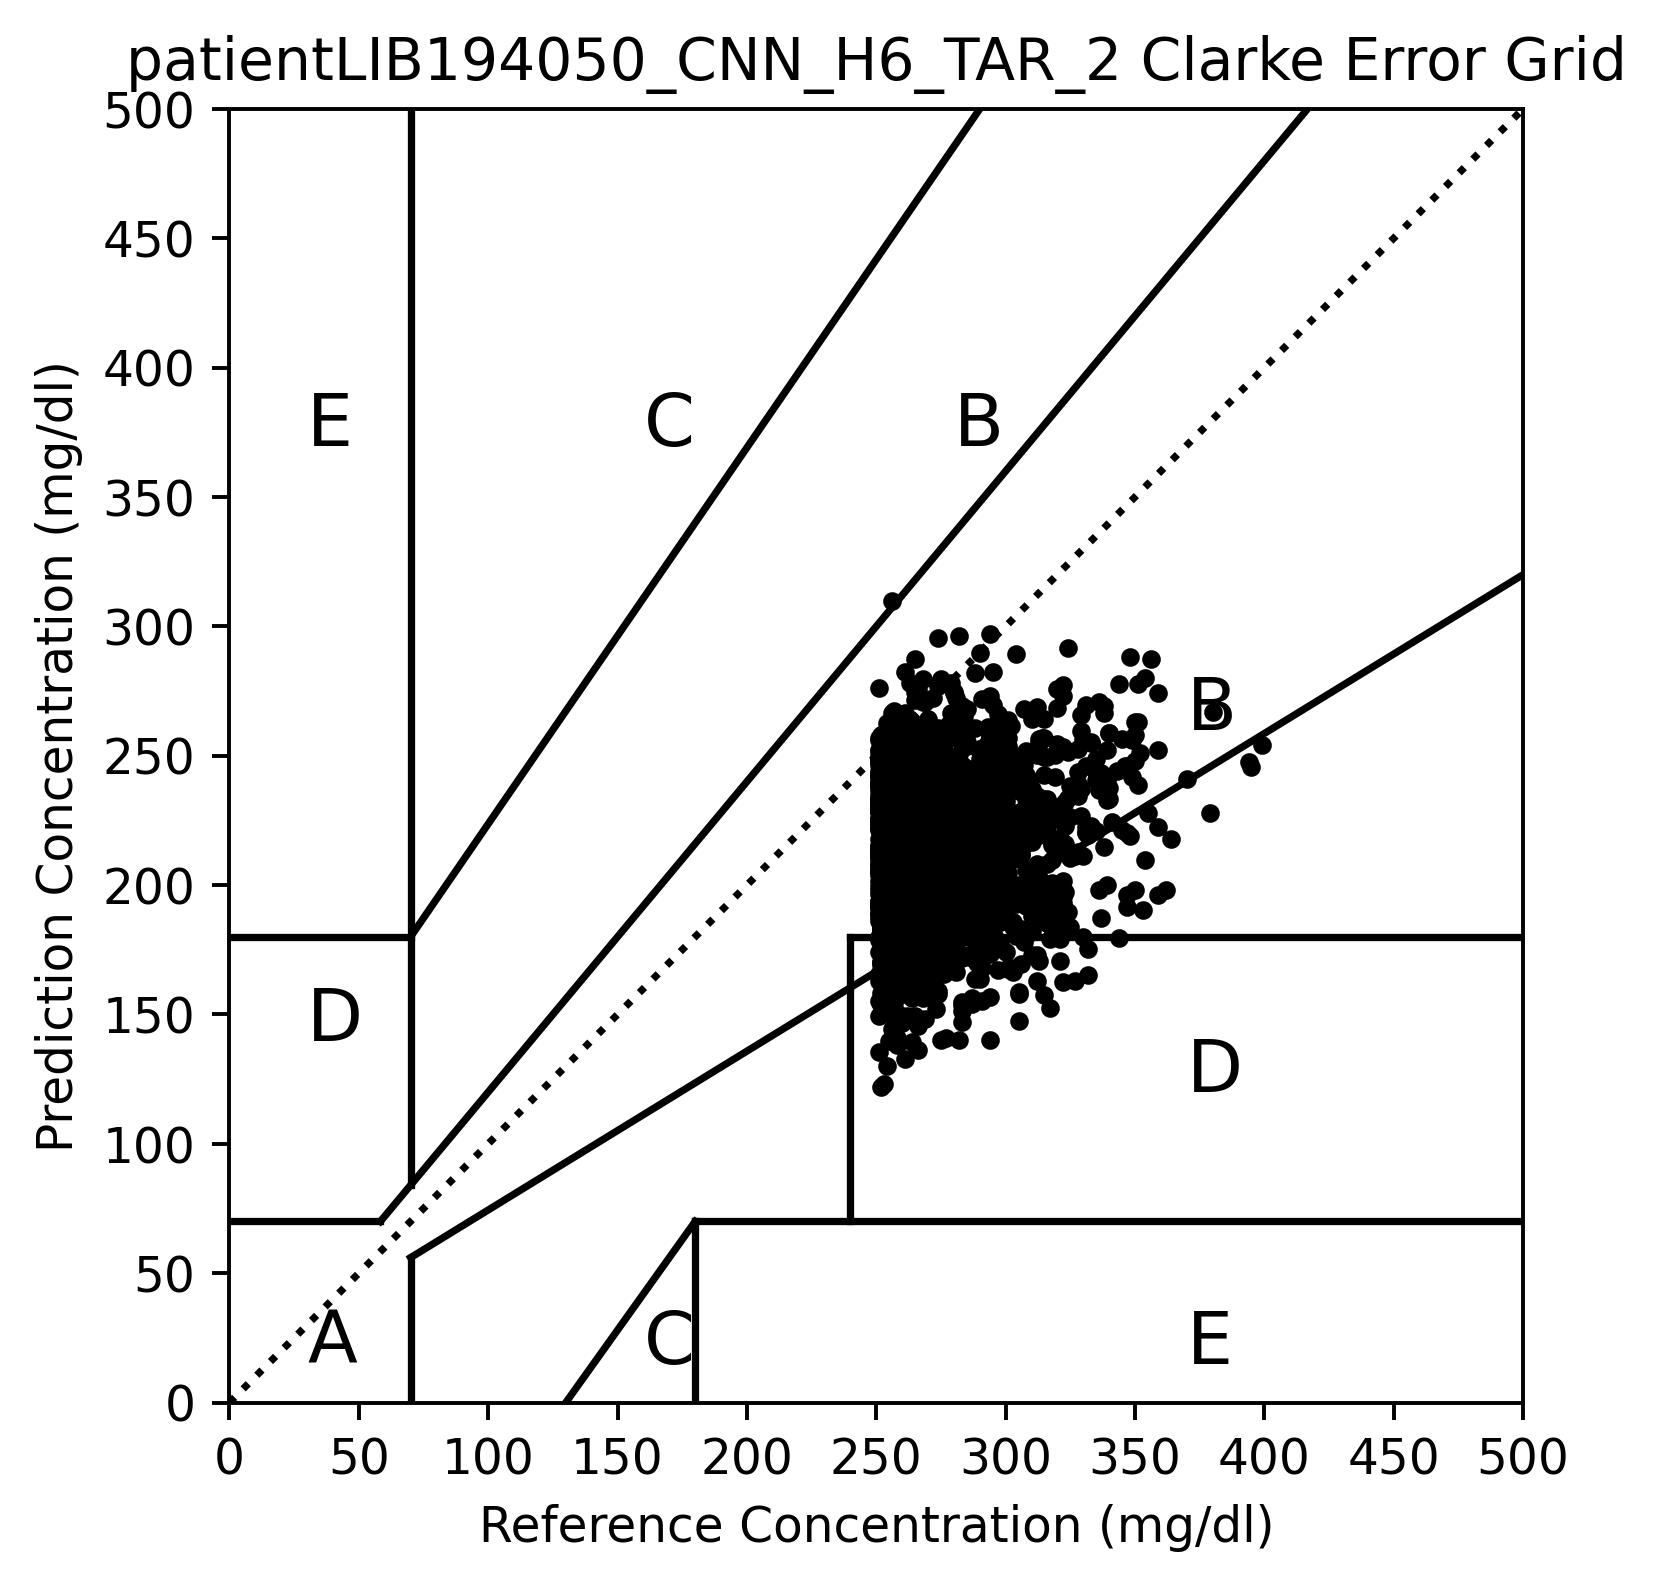 patientLIB194050_CNN_H6_TAR_2 Clarke Error Grid
500
450
400
350
300
250
200
150
100
50
0
Prediction Concentration (mg/dl)
E
C
B
B
D
D
A
C
E
0 50 100 150 200 250 300 350 400 450 500
Reference Concentration (mg/dl)